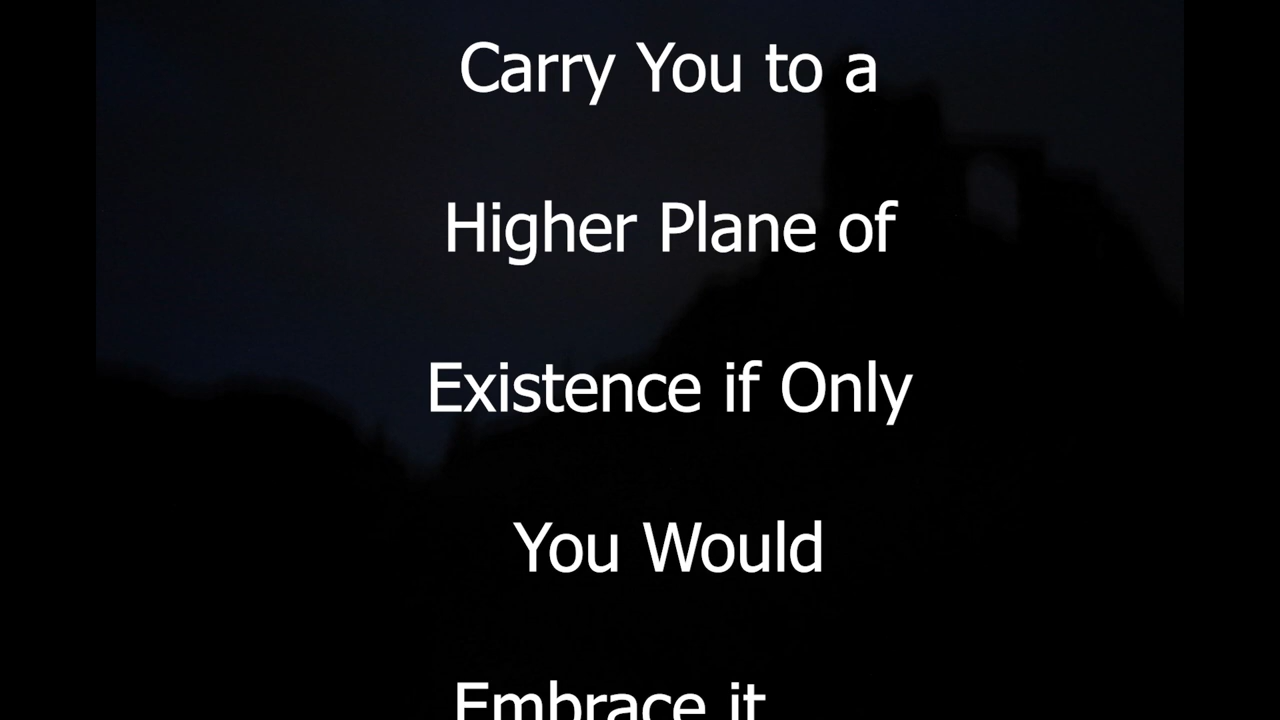 Carry You to a
Higher Plane of
Existence if Only
You Would
Embrace it